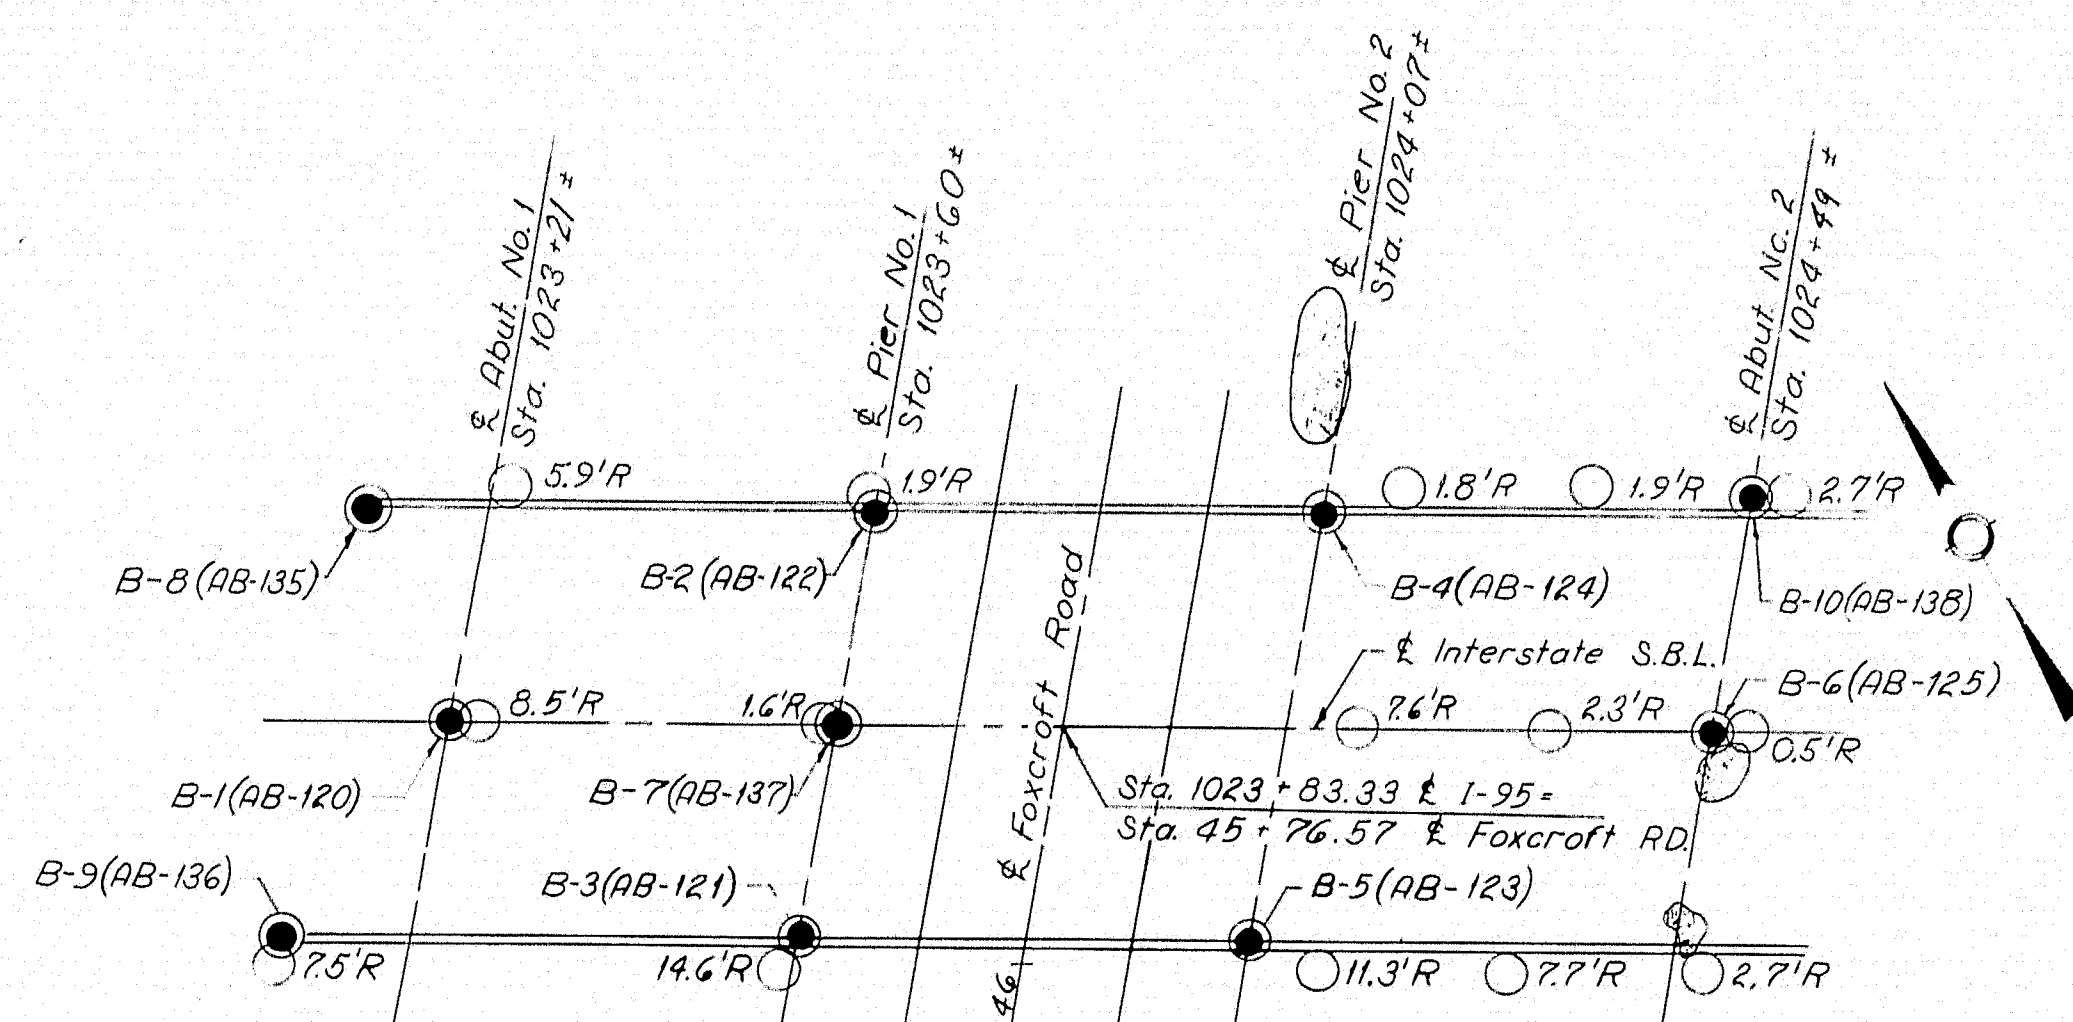 ℄ Abut. No. 1
Sta. 1023+21±
℄ Pier No. 1
Sta. 1023+60±
℄ Pier No. 2
Sta. 1024+07±
℄ Abut. No. 2
Sta. 1024+49±
5.9'R
1.9'R
1.8'R
1.9'R
2.7'R
B-8(AB-135)
B-2(AB-122)
B-4(AB-124)
B-10(AB-138)
℄ Foxcroft Road
℄ Interstate S.B.L.
B-6(AB-125)
8.5'R
1.6'R
7.6'R
2.3'R
0.5'R
B-1(AB-120)
B-7(AB-137)
Sta. 1023+83.33 ℄ I-95=
Sta. 45+76.57 ℄ Foxcroft RD.
B-9(AB-136)
B-3(AB-121)
B-5(AB-123)
7.5'R
14.6'R
46
11.3'R
7.7'R
2.7'R